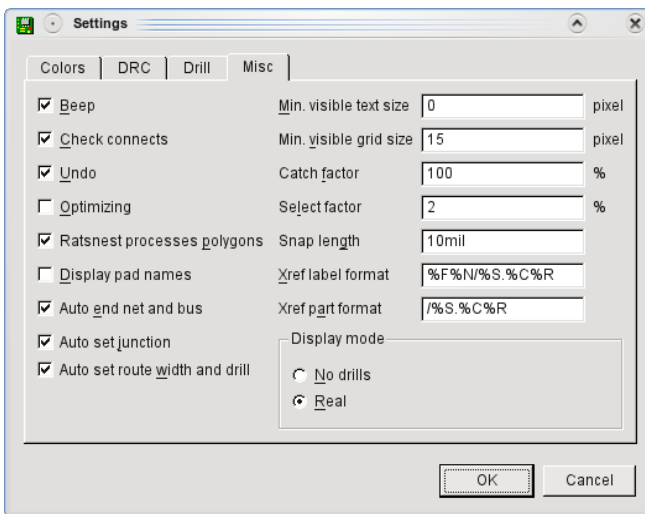 Settings
Colors DRC Drill Misc
Beep Min. visible text size 0 pixel
Check connects Min. visible grid size 15 pixel
Undo Catch factor 100 %
Optimizing Select factor 2 %
Ratsnest processes polygons Snap length 10mil
Display pad names Xref label format %F%N/%S.%C%R
Auto end net and bus Xref part format /%S.%C%R
Auto set junction Display mode
Auto set route width and drill No drills
Real
OK Cancel